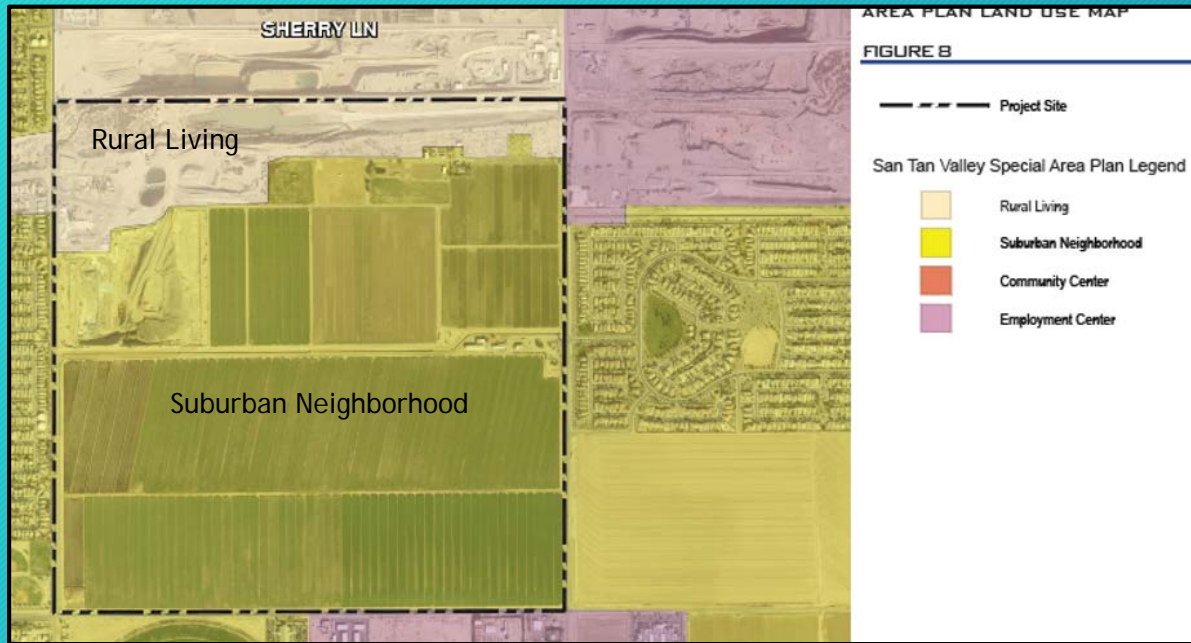 SHERRY LN
Rural Living
Suburban Neighborhood
AREA PLAN LAND USE MAP
FIGURE 8
Project Site
San Tan Valley Special Area Plan Legend
Rural Living
Suburban Neighborhood
Community Center
Employment Center